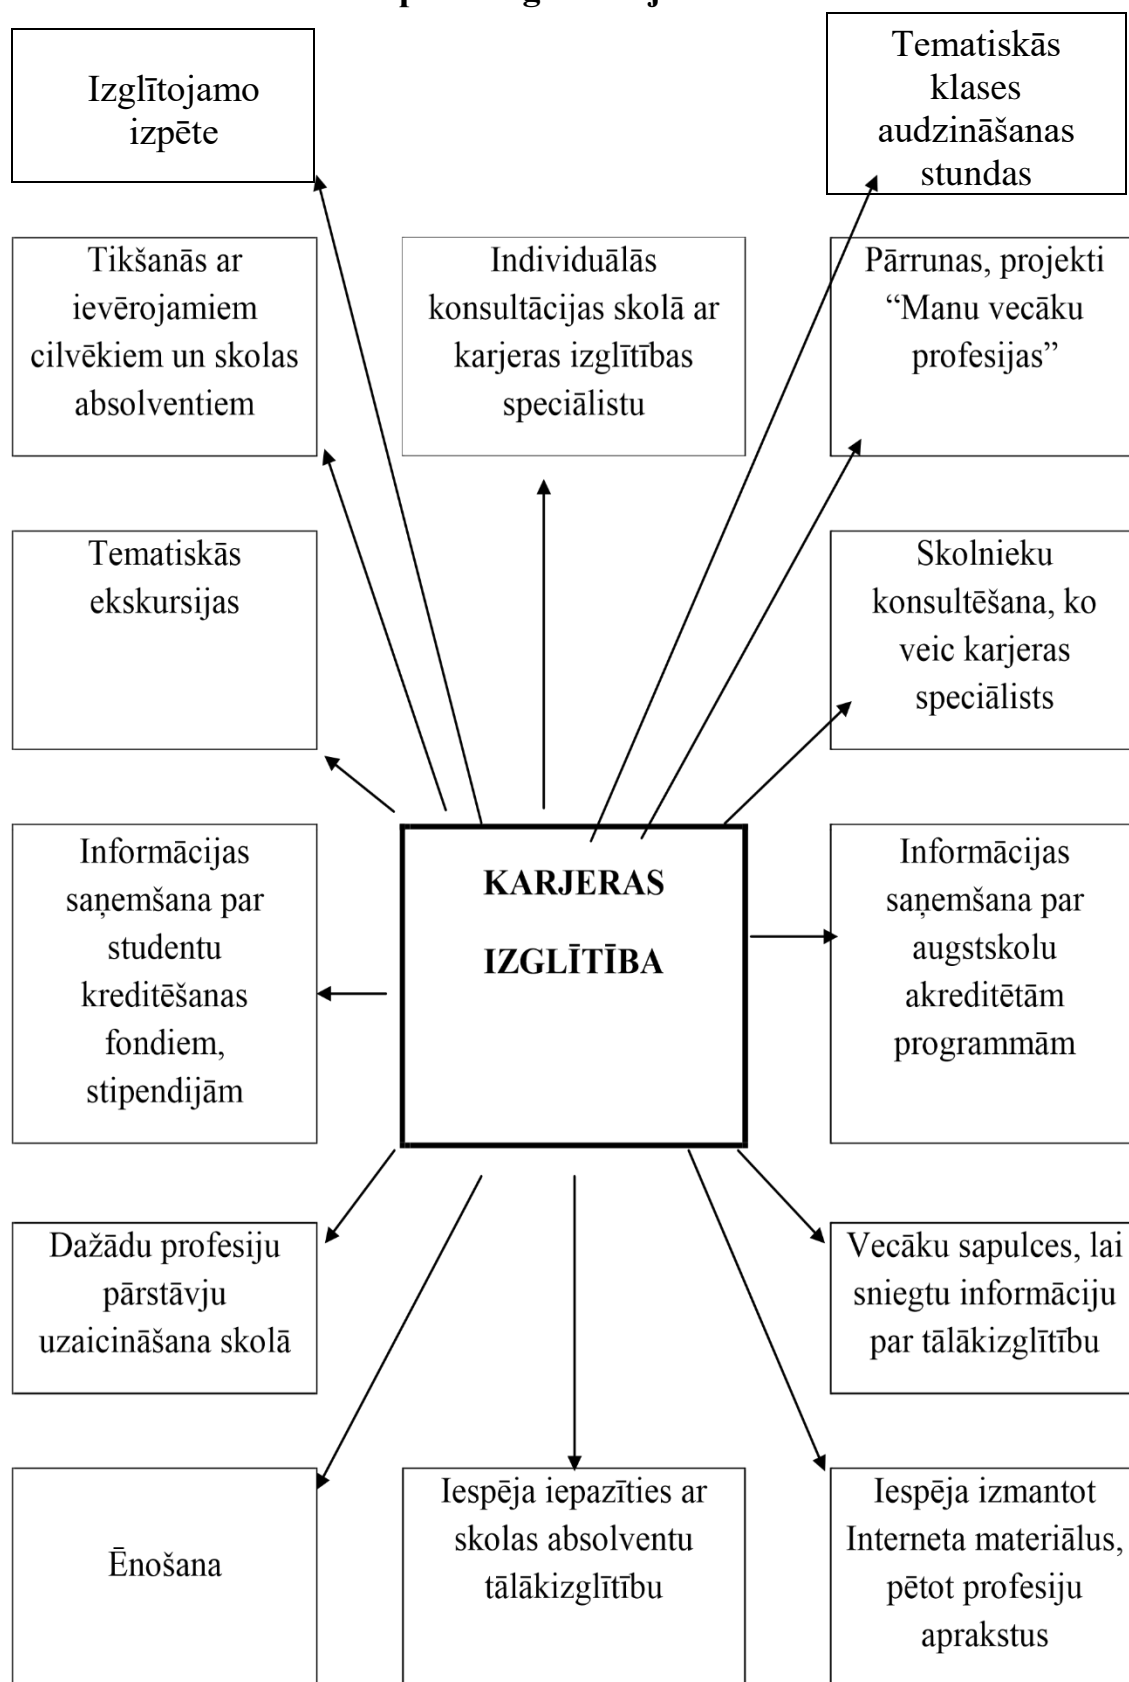 Izglītojamo
izpēte
Tematiskās
klases
audzināšanas
stundas
Tikšanās ar
ievērojamiem
cilvēkiem un skolas
absolventiem
Individuālās
konsultācijas skolā ar
karjeras izglītības
speciālistu
Pārrunas, projekti
“Manu vecāku
profesijas”
Tematiskās
ekskursijas
Skolnieku
konsultēšana, ko
veic karjeras
speciālists
Informācijas
saņemšana par
studentu
kreditēšanas
fondiem,
stipendijām
KARJERAS
IZGLĪTĪBA
Informācijas
saņemšana par
augstskolu
akreditētām
programmām
Dažādu profesiju
pārstāvju
uzaicināšana skolā
Vecāku sapulces, lai
sniegtu informāciju
par tālākizglītību
Ēnošana
Iespēja iepazīties ar
skolas absolventu
tālākizglītību
Iespēja izmantot
Interneta materiālus,
pētot profesiju
aprakstus